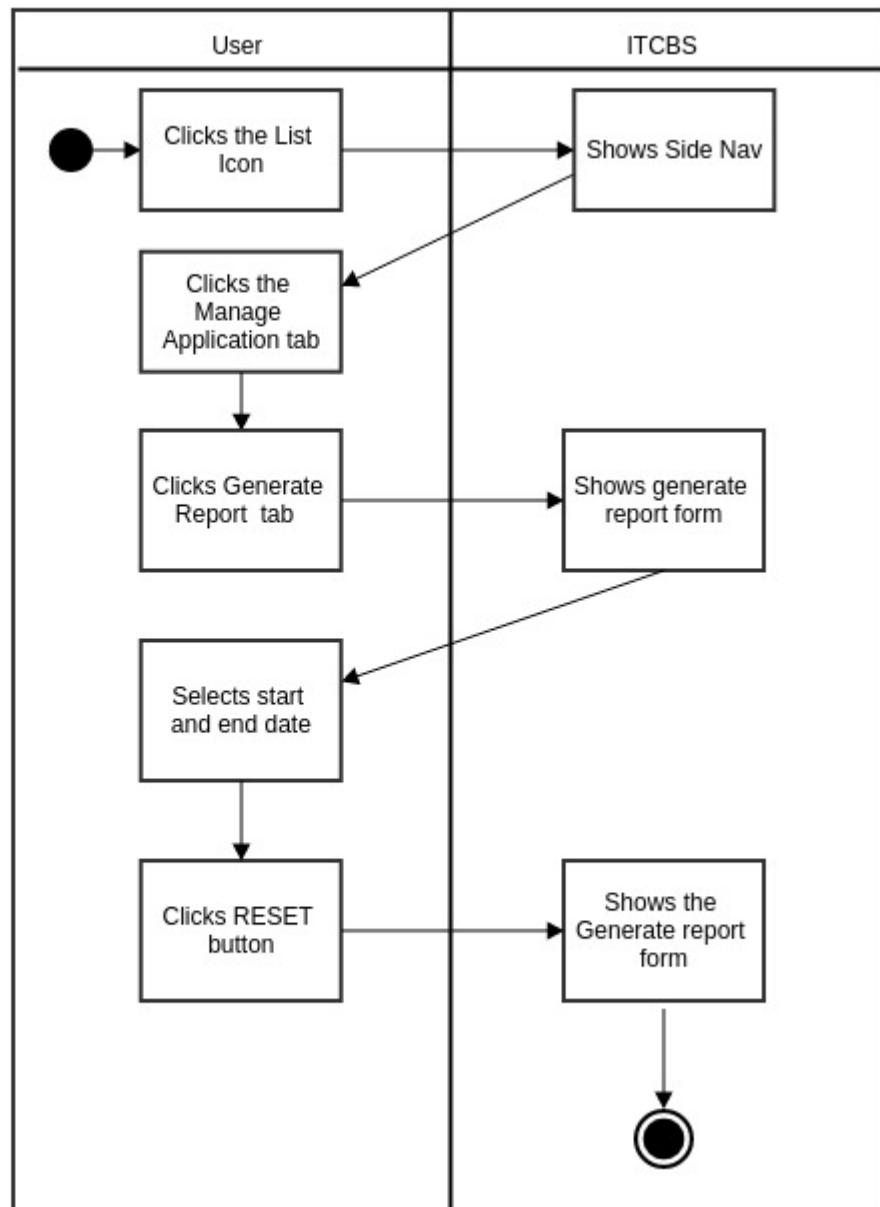 User
ITCBS
Clicks the List
Icon
Shows Side Nav
Clicks the
Manage
Application tab
Clicks Generate
Report  tab
Shows generate
report form
Selects start
and end date
Clicks RESET
button
Shows the
Generate report
form